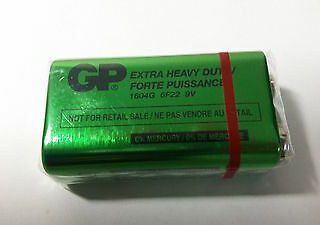 GP
EXTRA HEAVY DUTY/
FORTE PUISSANCE
1604G 6F22 9V
NOT FOR RETAIL SALE / NE PAS VENDRE AU DETAIL
0% MERCURY / 0% DE MERCURE